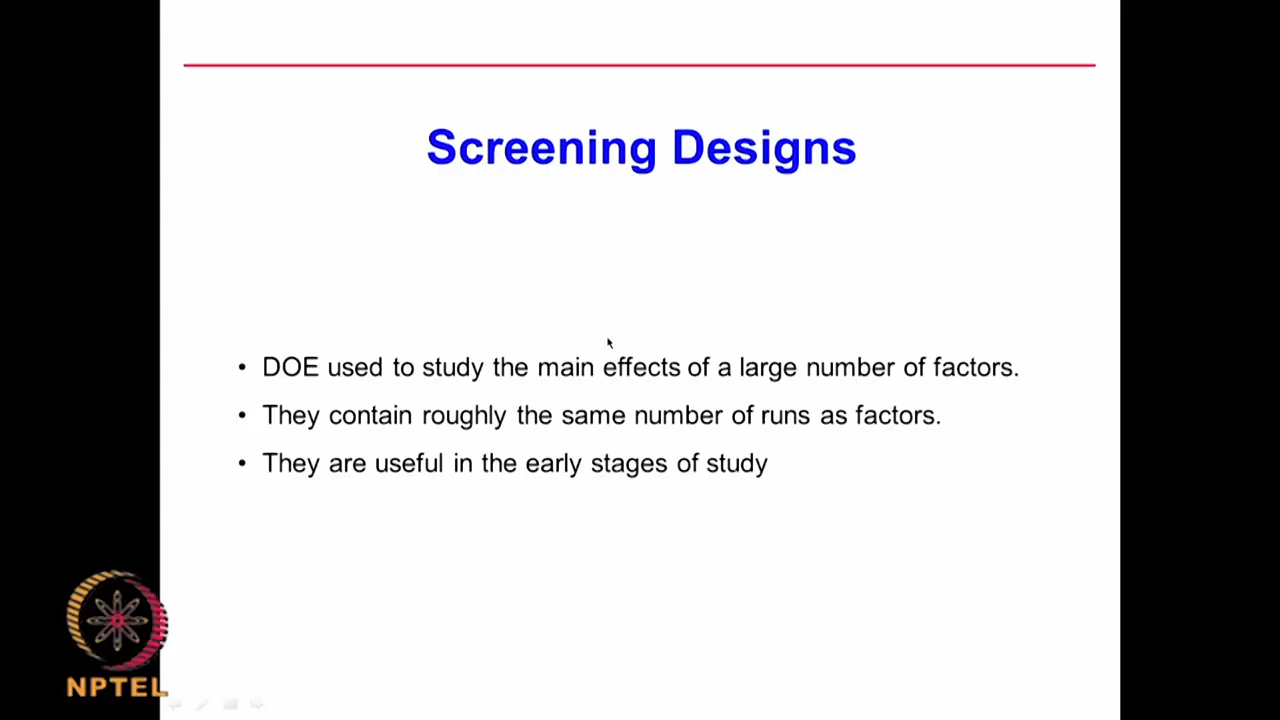 Screening Designs
• DOE used to study the main effects of a large number of factors.
• They contain roughly the same number of runs as factors.
• They are useful in the early stages of study
NPTEL